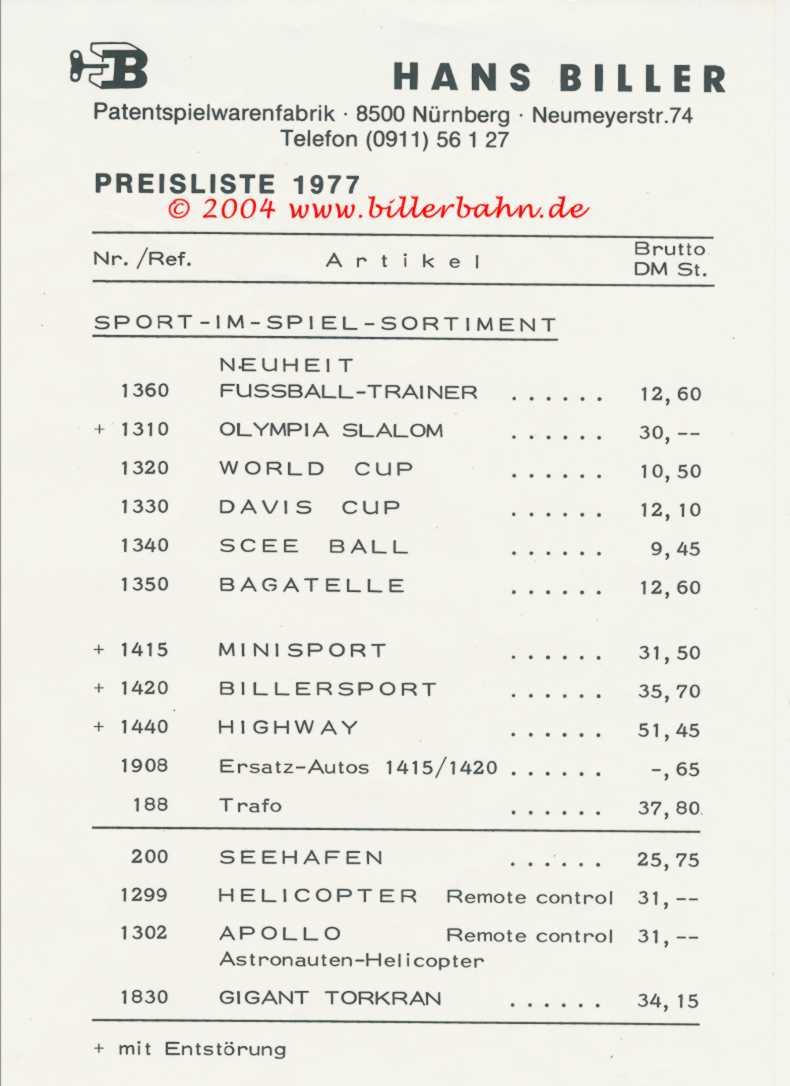 B
HANS BILLER
Patentspielwarenfabrik · 8500 Nürnberg · Neumeyerstr.74
Telefon (0911) 56 1 27
PREISLISTE 1977
© 2004 www.billerbahn.de
Nr. /Ref. Artikel Brutto DM St.
SPORT-IM-SPIEL-SORTIMENT
NEUHEIT
1360 FUSSBALL-TRAINER ...... 12,60
+ 1310 OLYMPIA SLALOM ...... 30,--
1320 WORLD CUP ...... 10,50
1330 DAVIS CUP ...... 12,10
1340 SCEE BALL ...... 9,45
1350 BAGATELLE ...... 12,60
+ 1415 MINISPORT ...... 31,50
+ 1420 BILLERSPORT ...... 35,70
+ 1440 HIGHWAY ...... 51,45
1908 Ersatz-Autos 1415/1420 ...... -,65
188 Trafo ...... 37,80
200 SEEHAFEN ...... 25,75
1299 HELICOPTER Remote control 31,--
1302 APOLLO Remote control 31,--
Astronauten-Helicopter
1830 GIGANT TORKRAN ...... 34,15
+ mit Entstörung